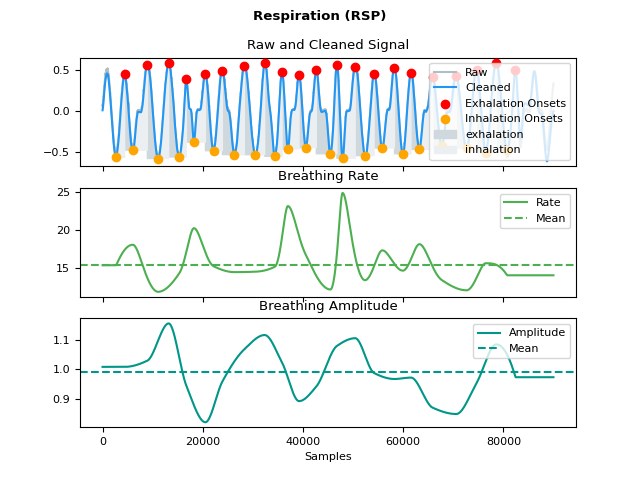 Respiration (RSP)
Raw and Cleaned Signal
0.5
0.0
−0.5
Raw
Cleaned
Exhalation Onsets
Inhalation Onsets
exhalation
inhalation
Breathing Rate
25
20
15
Rate
Mean
Breathing Amplitude
1.1
1.0
0.9
Amplitude
Mean
0 20000 40000 60000 80000
Samples